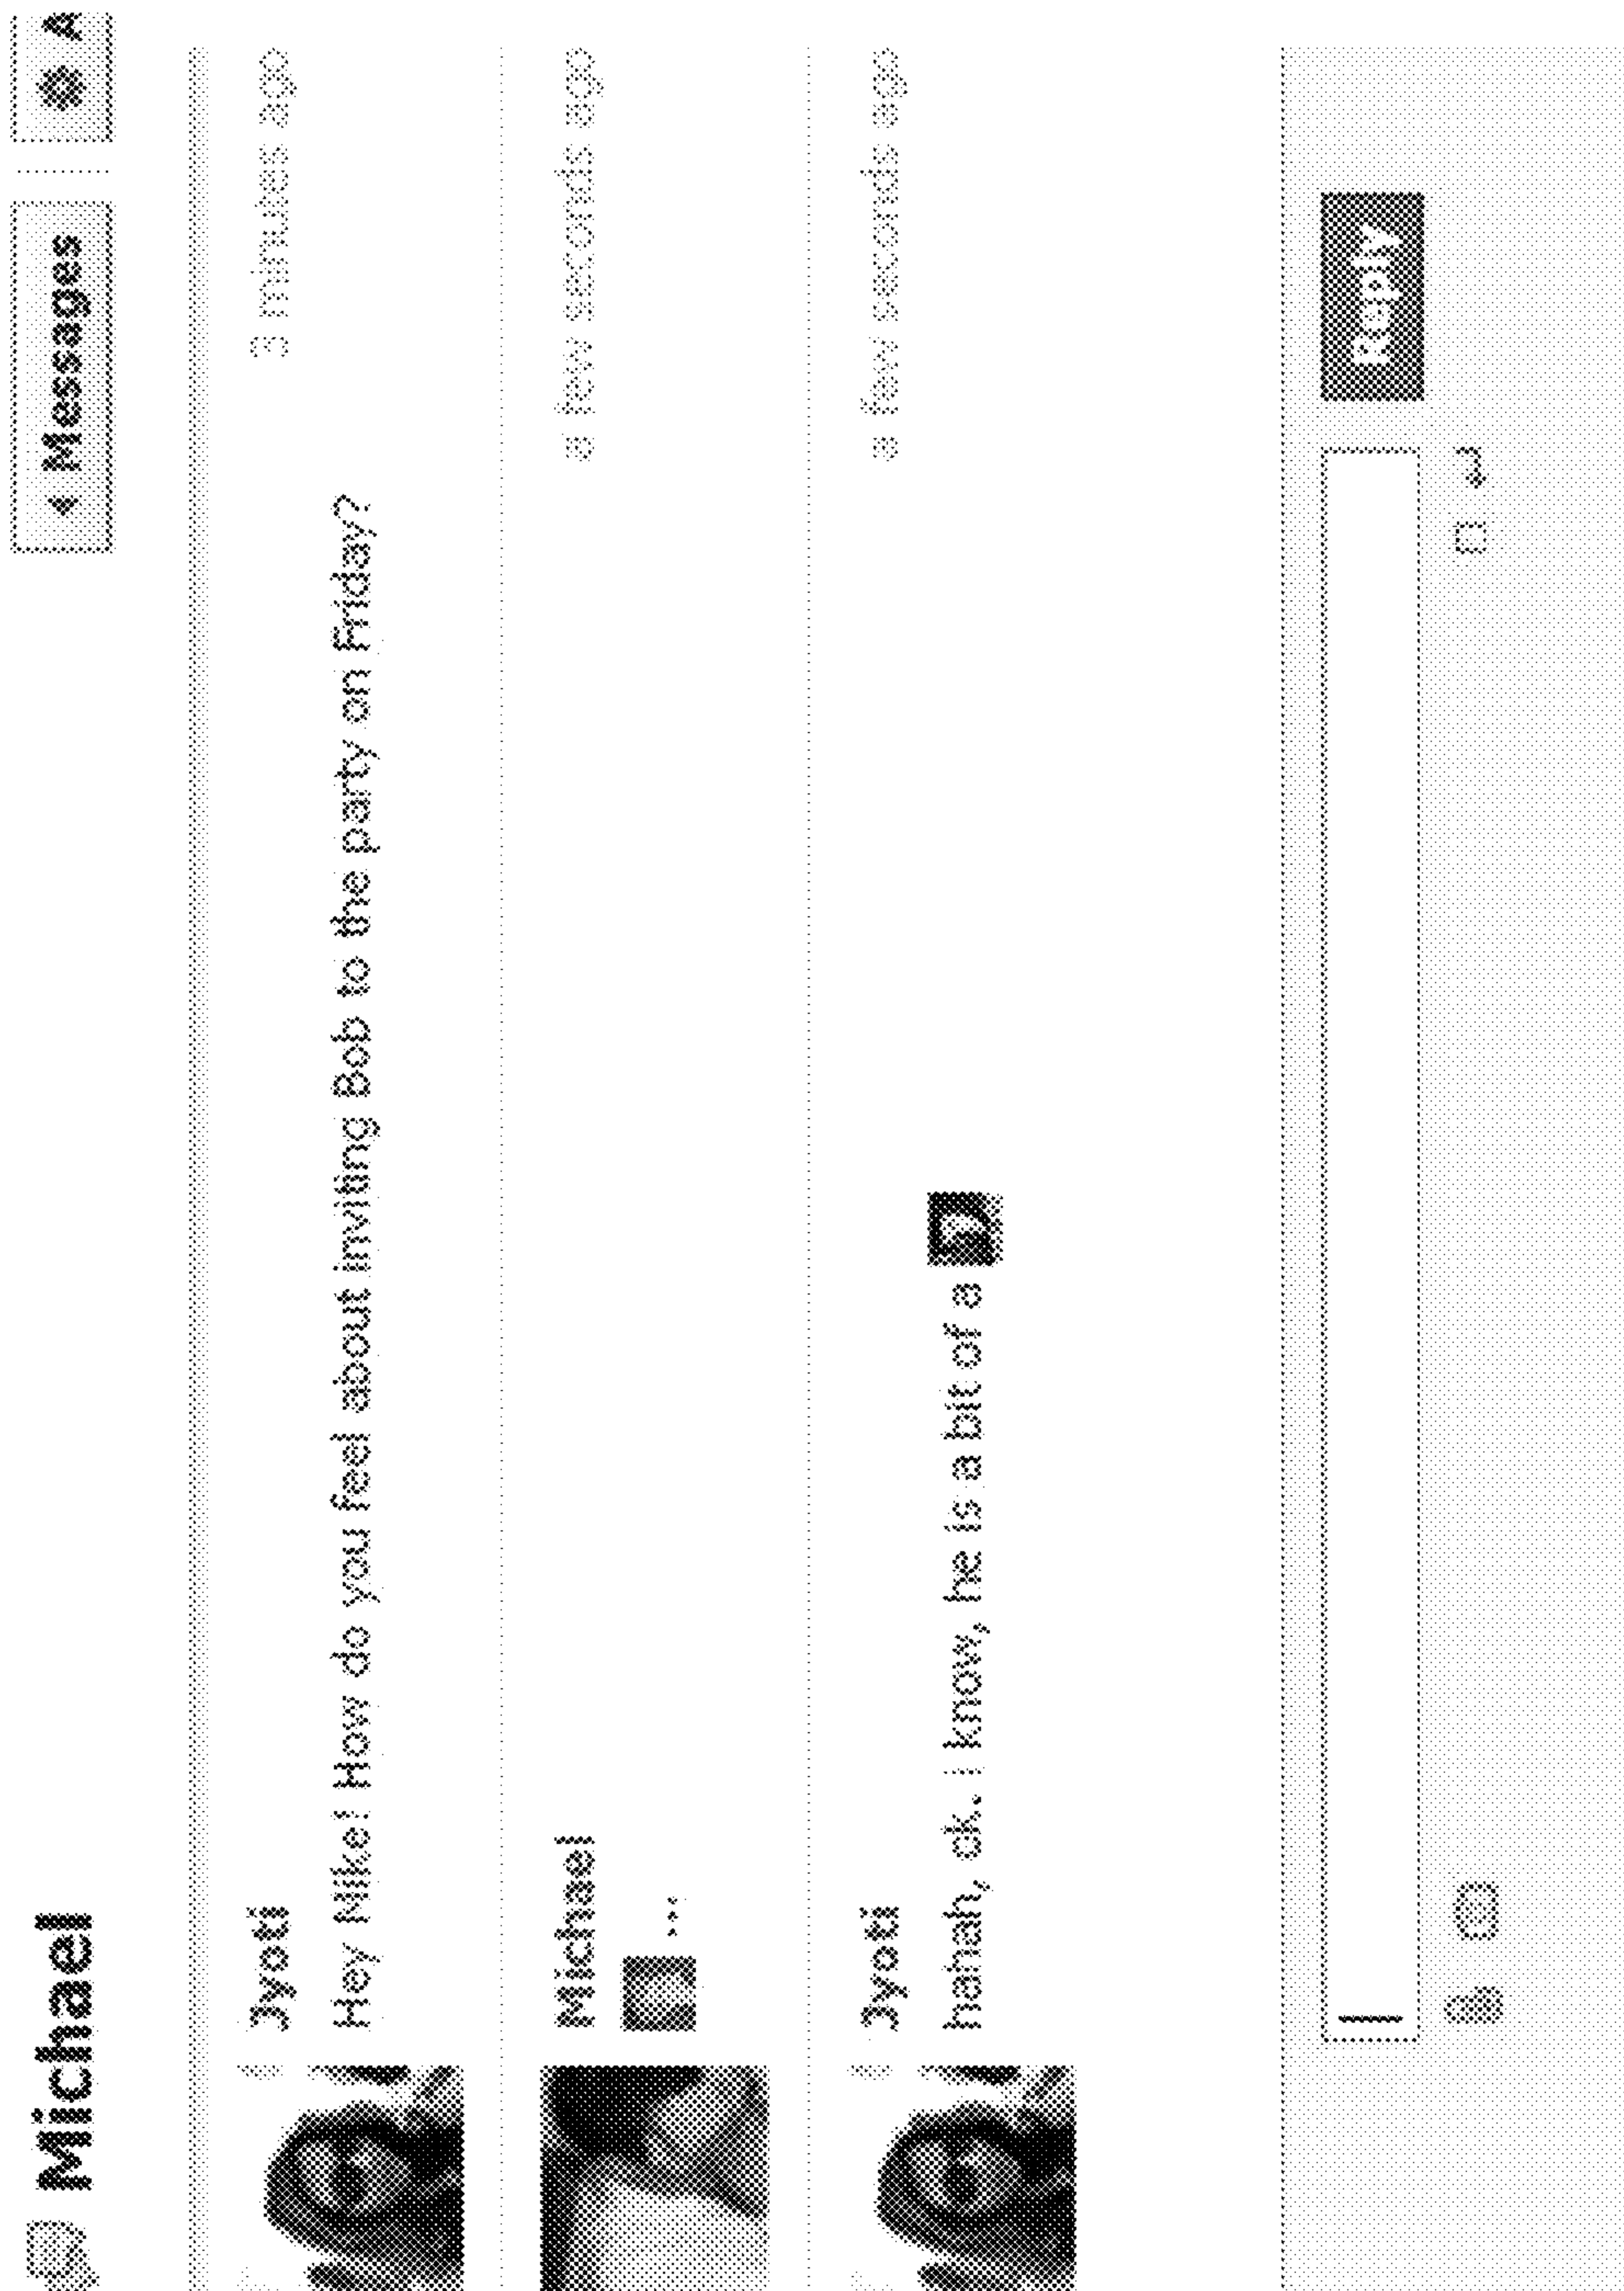 Michael
◀ Messages
A
Jyoti
3 minutes ago
Hey Mike! How do you feel about inviting Bob to the party on Friday?
Michael
a few seconds ago
...
Jyoti
a few seconds ago
hahah, ok. i know, he is a bit of a
Reply